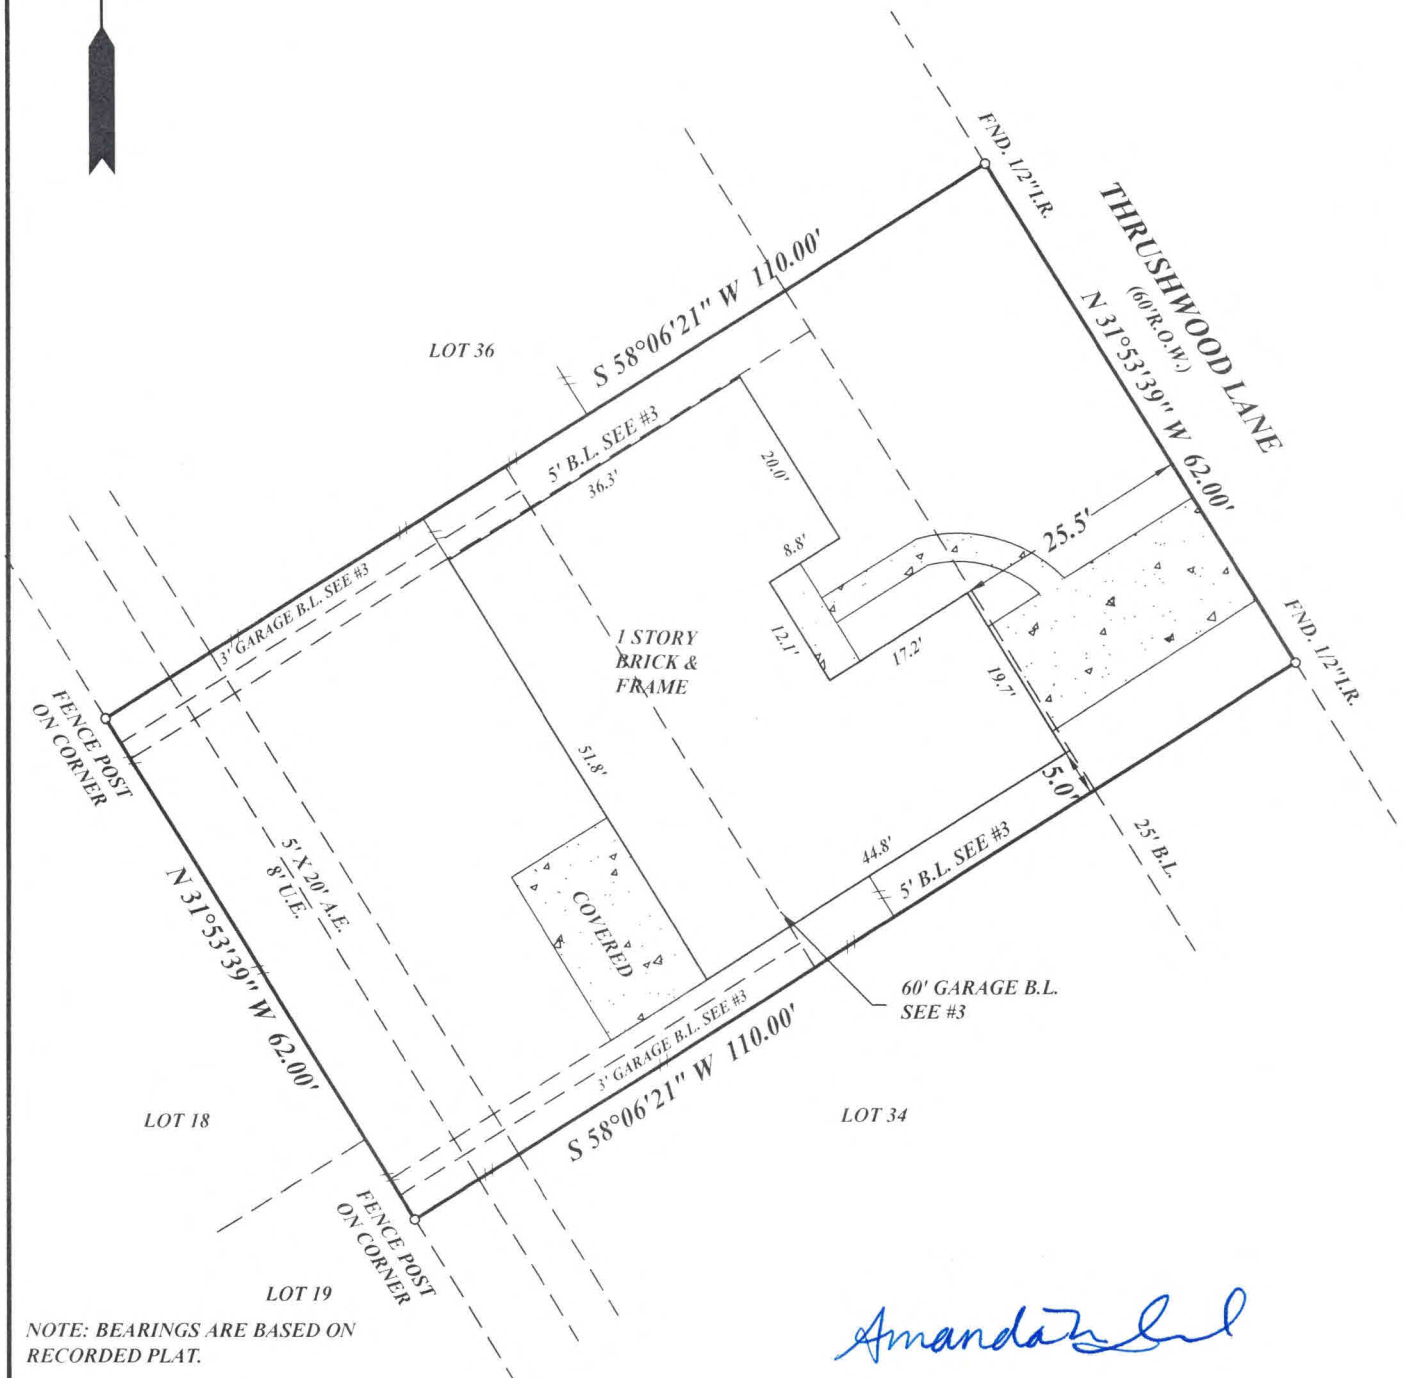 FND. 1/2"I.R.
THRUSHWOOD LANE
(60'R.O.W.)
N 31°53'39" W 62.00'
S 58°06'21" W 110.00'
LOT 36
5' B.L. SEE #3
36.3'
20.0'
8.8'
25.5'
3' GARAGE B.L. SEE #3
1 STORY
BRICK &
FRAME
12.1'
17.2'
19.7'
FND. 1/2"I.R.
FENCE POST
ON CORNER
51.8'
5.0'
25' B.L.
44.8'
5' B.L. SEE #3
5' X 20' A.E.
8' U.E.
COVERED
N 31°53'39" W 62.00'
60' GARAGE B.L.
SEE #3
3' GARAGE B.L. SEE #3
S 58°06'21" W 110.00'
LOT 18
LOT 34
FENCE POST
ON CORNER
LOT 19
NOTE: BEARINGS ARE BASED ON
RECORDED PLAT.
Amanda